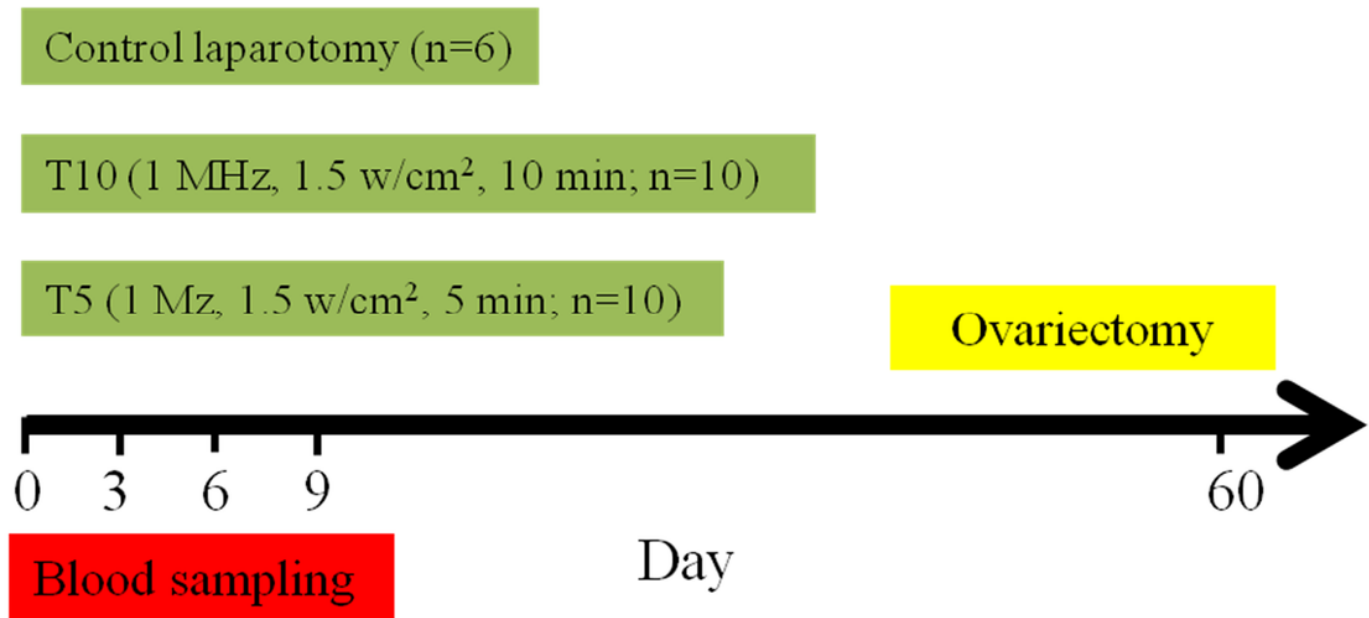 Control laparotomy (n=6)
T10 (1 MHz, 1.5 w/cm², 10 min; n=10)
T5 (1 Mz, 1.5 w/cm², 5 min; n=10)
Ovariectomy
0 3 6 9 60
Blood sampling
Day